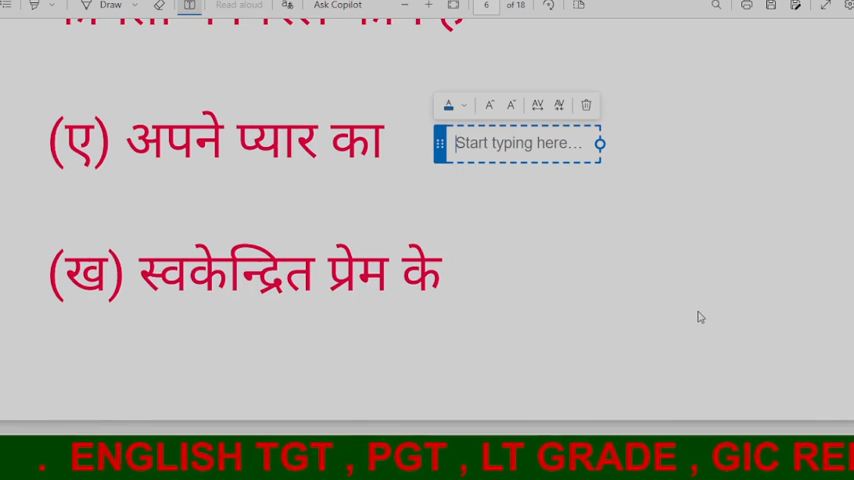 Draw
Read aloud
Ask Copilot
6 of 18
(ए) अपने प्यार का
Start typing here...
(ख) स्वकेन्द्रित प्रेम के
. ENGLISH TGT , PGT , LT GRADE , GIC